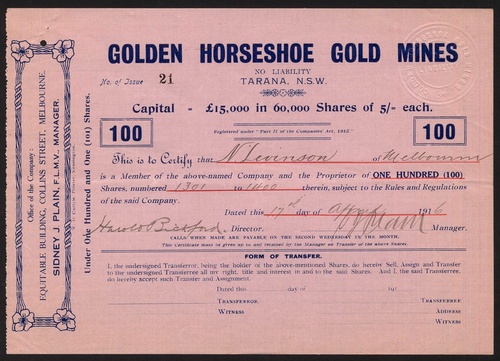 GOLDEN HORSESHOE GOLD MINES
NO LIABILITY
No. of Issue 21
TARANA, N.S.W.
Capital - £15,000 in 60,000 Shares of 5/= each.
100
100
Registered under "Part II of the Companies Act, 1915."
This is to Certify that N Levinson of Melbourne
is a Member of the above-named Company and the Proprietor of ONE HUNDRED (100)
Shares, numbered 1301 to 1400 therein, subject to the Rules and Regulations
of the said Company.
Dated this 17th day of April 1916
Harold Bickford Director. Manager.
CALLS WHEN MADE ARE PAYABLE ON THE SECOND WEDNESDAY IN THE MONTH.
This Certificate must be given up to and retained by the Manager on Transfer of the above Shares.
FORM OF TRANSFER.
I, the undersigned Transferror, being the holder of the above-mentioned Shares, do hereby Sell, Assign and Transfer
to the undersigned Transferree all my right, title and interest in and to the said Shares. And I, the said Transferree,
do hereby accept such Transfer and Assignment.
Dated this day of 191
TRANSFERROR TRANSFEREE
WITNESS ADDRESS
WITNESS
Office of the Company:
EQUITABLE BUILDING, COLLINS STREET, MELBOURNE.
SIDNEY J. PLAIN, F.L.M.V., MANAGER.
Under One Hundred and One (101) Shares.